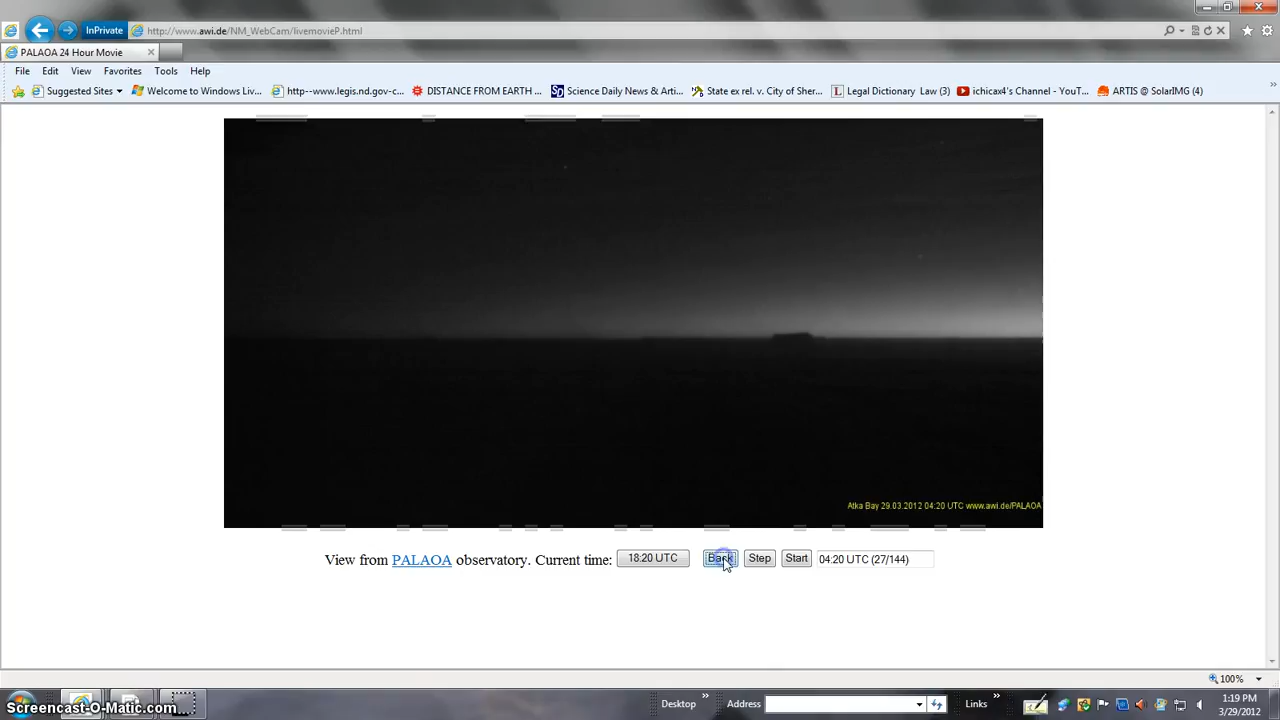 InPrivate http://www.awi.de/NM_WebCam/livemovieP.html
PALAOA 24 Hour Movie
File Edit View Favorites Tools Help
Suggested Sites Welcome to Windows Liv... http--www.legis.nd.gov-c... DISTANCE FROM EARTH ... Sp Science Daily News & Arti... State ex rel. v. City of Sher... L Legal Dictionary Law (3) ichicax4's Channel - YouT... ARTIS @ SolarIMG (4)
Atka Bay 29.03.2012 04:20 UTC www.awi.de/PALAOA
View from PALAOA observatory. Current time: 18:20 UTC Back Step Start 04:20 UTC (27/144)
100%
Screencast-O-Matic.com Desktop Address Links 1:19 PM
3/29/2012